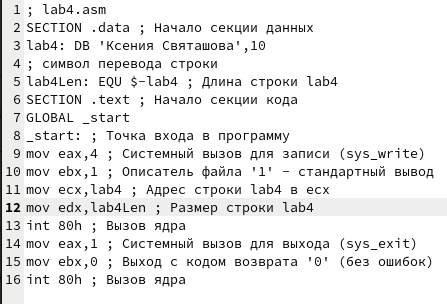 1 ; lab4.asm
2 SECTION .data ; Начало секции данных
3 lab4: DB 'Ксения Святашова',10
4 ; символ перевода строки
5 lab4Len: EQU $-lab4 ; Длина строки lab4
6 SECTION .text ; Начало секции кода
7 GLOBAL _start
8 _start: ; Точка входа в программу
9 mov eax,4 ; Системный вызов для записи (sys_write)
10 mov ebx,1 ; Описатель файла '1' - стандартный вывод
11 mov ecx,lab4 ; Адрес строки lab4 в ecx
12 mov edx,lab4Len ; Размер строки lab4
13 int 80h ; Вызов ядра
14 mov eax,1 ; Системный вызов для выхода (sys_exit)
15 mov ebx,0 ; Выход с кодом возврата '0' (без ошибок)
16 int 80h ; Вызов ядра